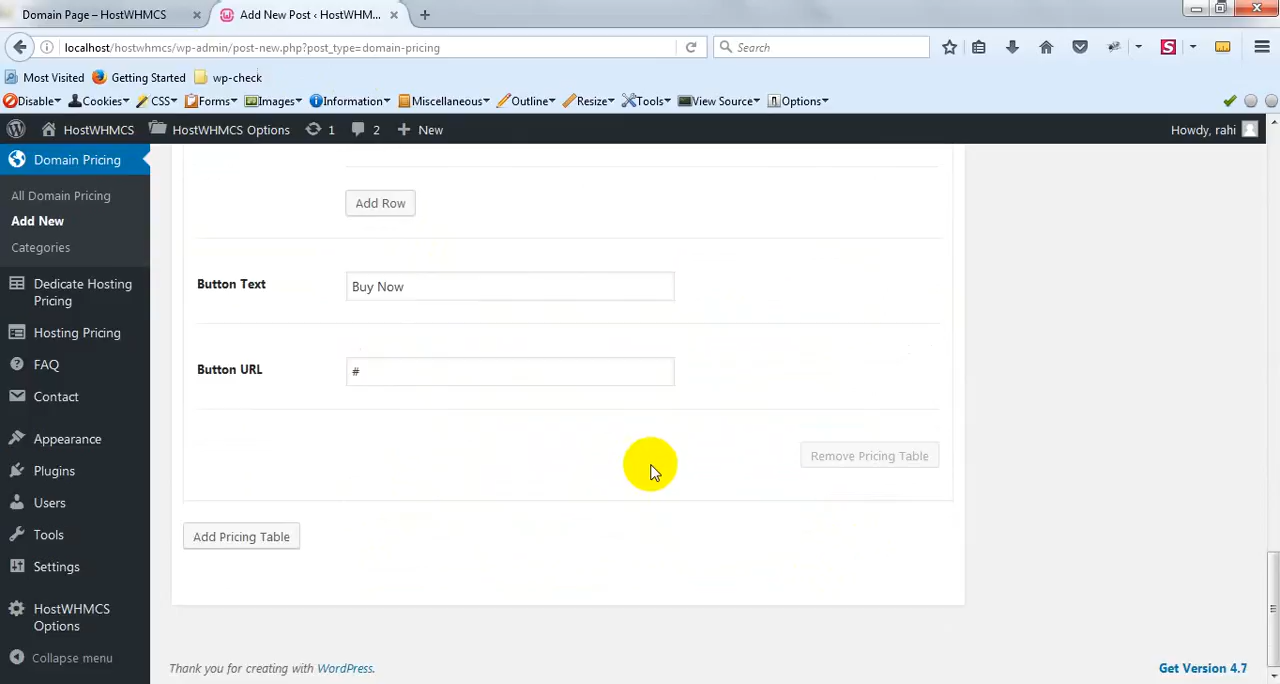 Domain Page – HostWHMCS × Add New Post ‹ HostWHM... × +
localhost/hostwhmcs/wp-admin/post-new.php?post_type=domain-pricing Search
Most Visited Getting Started wp-check
Disable▾ Cookies▾ CSS▾ Forms▾ Images▾ Information▾ Miscellaneous▾ Outline▾ Resize▾ Tools▾ View Source▾ Options▾
HostWHMCS HostWHMCS Options 1 2 + New Howdy, rahi
Domain Pricing
All Domain Pricing
Add New
Categories
Dedicate Hosting
Pricing
Hosting Pricing
FAQ
Contact
Appearance
Plugins
Users
Tools
Settings
HostWHMCS
Options
Collapse menu
Add Row
Button Text Buy Now
Button URL #
Remove Pricing Table
Add Pricing Table
Thank you for creating with WordPress. Get Version 4.7